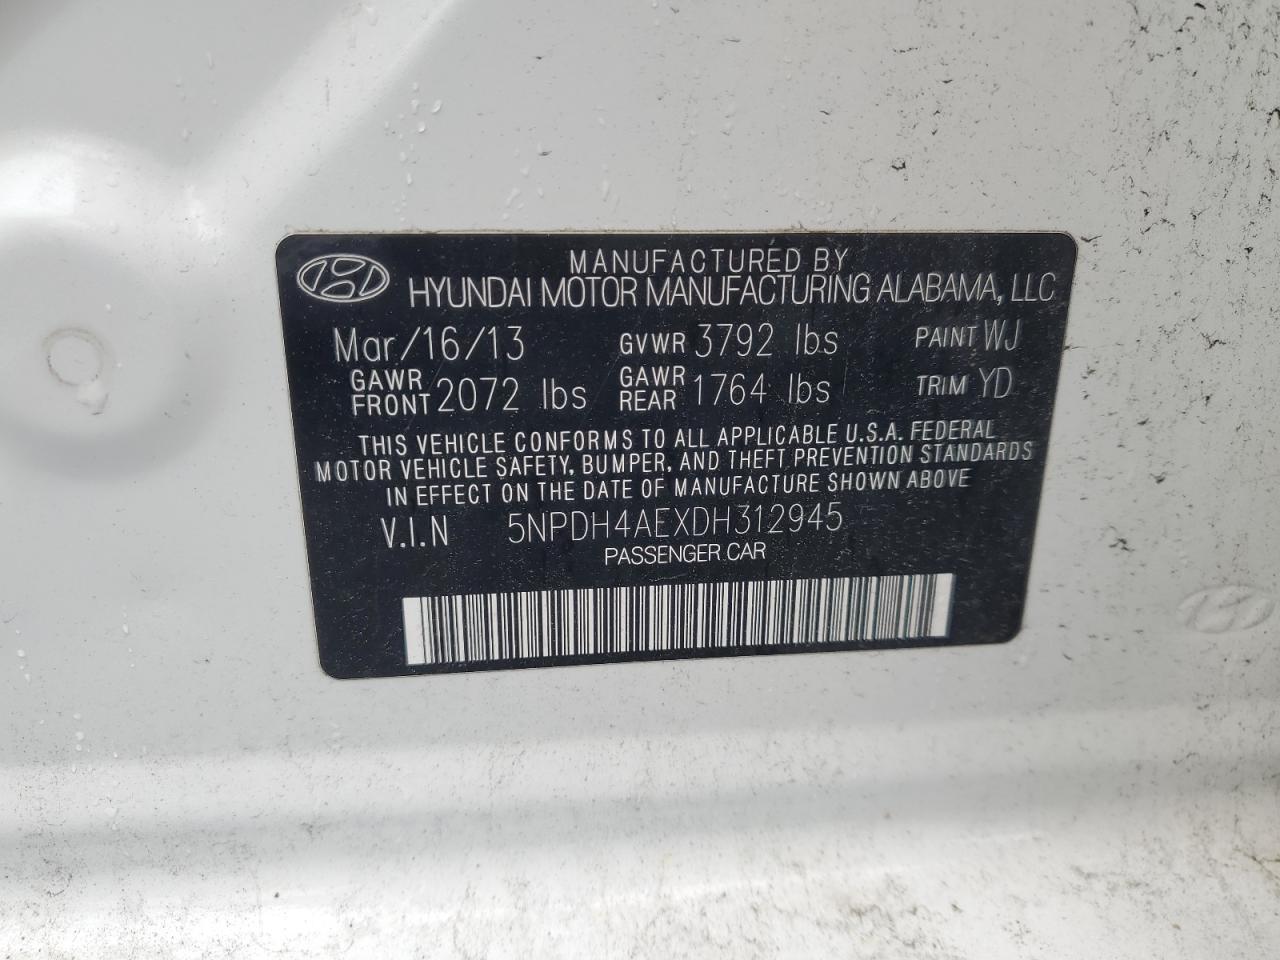 MANUFACTURED BY
HYUNDAI MOTOR MANUFACTURING ALABAMA, LLC
Mar/16/13 GVWR 3792 lbs PAINT WJ
GAWR FRONT 2072 lbs GAWR REAR 1764 lbs TRIM YD
THIS VEHICLE CONFORMS TO ALL APPLICABLE U.S.A. FEDERAL
MOTOR VEHICLE SAFETY, BUMPER, AND THEFT PREVENTION STANDARDS
IN EFFECT ON THE DATE OF MANUFACTURE SHOWN ABOVE
V.I.N 5NPDH4AEXDH312945
PASSENGER CAR